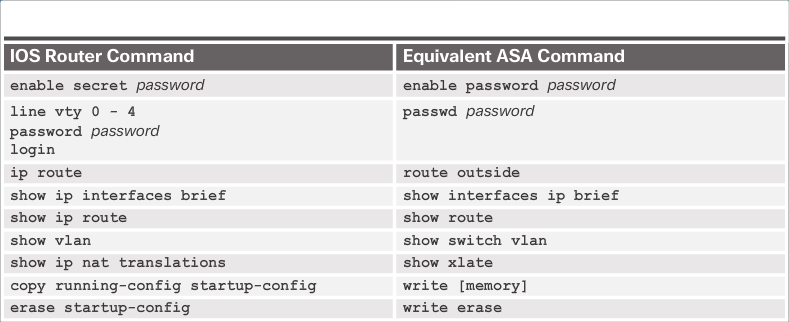 IOS Router Command Equivalent ASA Command
enable secret password enable password password
line vty 0 - 4 passwd password
password password
login
ip route route outside
show ip interfaces brief show interfaces ip brief
show ip route show route
show vlan show switch vlan
show ip nat translations show xlate
copy running-config startup-config write [memory]
erase startup-config write erase